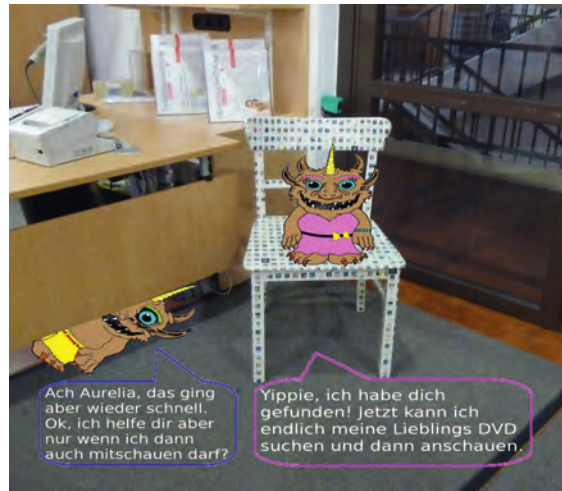 Ach Aurelia, das ging
aber wieder schnell.
Ok, ich helfe dir aber
nur wenn ich dann
auch mitschauen darf?
Yippie, ich habe dich
gefunden! Jetzt kann ich
endlich meine Lieblings DVD
suchen und dann anschauen.